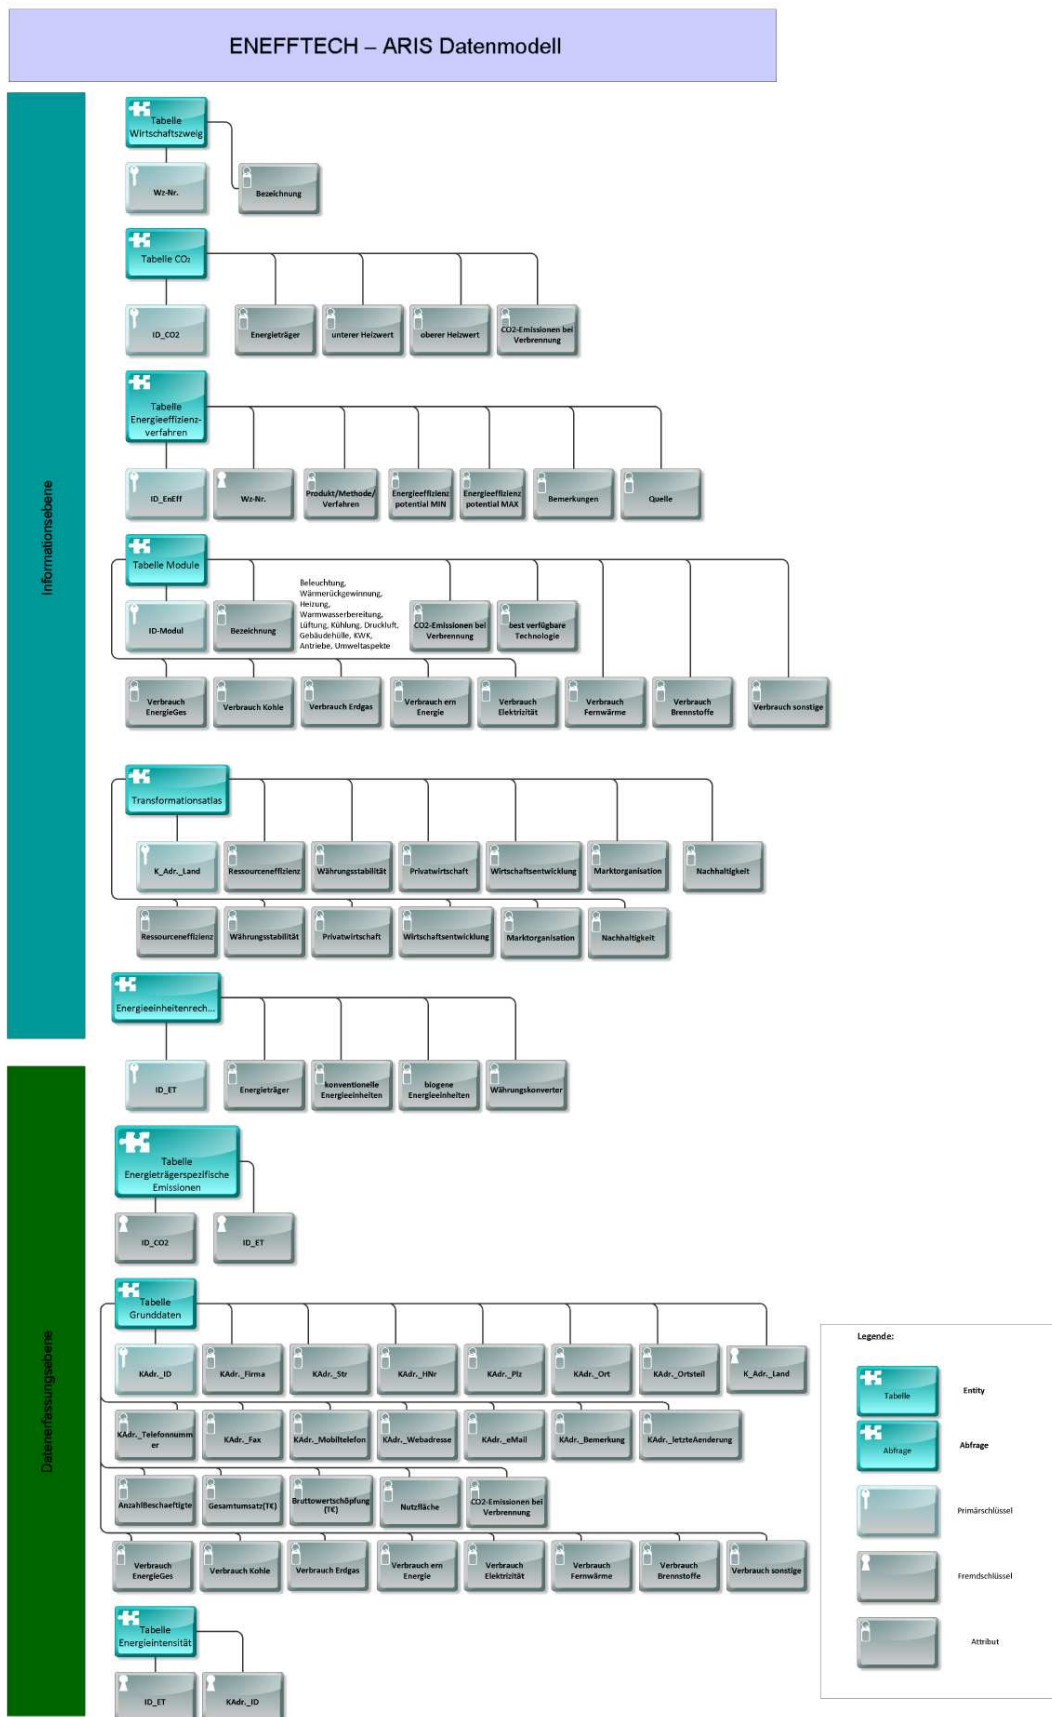 ENEFFTECH – ARIS Datenmodell
Informationsebene
Tabelle
Wirtschaftszweig
Wz-Nr.
Bezeichnung
Tabelle CO₂
ID_CO2
Energieträger
unterer Heizwert
oberer Heizwert
CO2-Emissionen bei
Verbrennung
Tabelle
Energieeffizienz-
verfahren
ID_EnEff
Wz-Nr.
Produkt/Methode/
Verfahren
Energieeffizienz
potential MIN
Energieeffizienz
potential MAX
Bemerkungen
Quelle
Tabelle Module
ID-Modul
Bezeichnung
Beleuchtung,
Wärmerückgewinnung,
Heizung,
Warmwasserbereitung,
Lüftung, Kühlung, Druckluft,
Gebäudehülle, KWK,
Antriebe, Umweltaspekte
CO2-Emissionen bei
Verbrennung
best verfügbare
Technologie
Verbrauch
EnergieGes
Verbrauch Kohle
Verbrauch Erdgas
Verbrauch ern
Energie
Verbrauch
Elektrizität
Verbrauch
Fernwärme
Verbrauch
Brennstoffe
Verbrauch sonstige
Transformationsatlas
K_Adr._Land
Ressourceneffizienz
Währungsstabilität
Privatwirtschaft
Wirtschaftsentwicklung
Marktorganisation
Nachhaltigkeit
Ressourceneffizienz
Währungsstabilität
Privatwirtschaft
Wirtschaftsentwicklung
Marktorganisation
Nachhaltigkeit
Energieeinheitenrech...
ID_ET
Energieträger
konventionelle
Energieeinheiten
biogene
Energieeinheiten
Währungskonverter
Datenerfassungsebene
Tabelle
Energieträgerspezifische
Emissionen
ID_CO2
ID_ET
Tabelle
Grunddaten
KAdr._ID
KAdr._Firma
KAdr._Str
KAdr._HNr
KAdr._Plz
KAdr._Ort
KAdr._Ortsteil
K_Adr._Land
KAdr._Telefonnumm
er
KAdr._Fax
KAdr._Mobiltelefon
KAdr._Webadresse
KAdr._eMail
KAdr._Bemerkung
KAdr._letzteAenderung
AnzahlBeschaeftigte
Gesamtumsatz(T€)
Bruttowertschöpfung
(T€)
Nutzfläche
CO2-Emissionen bei
Verbrennung
Verbrauch
EnergieGes
Verbrauch Kohle
Verbrauch Erdgas
Verbrauch ern
Energie
Verbrauch
Elektrizität
Verbrauch
Fernwärme
Verbrauch
Brennstoffe
Verbrauch sonstige
Tabelle
Energieintensität
ID_ET
KAdr._ID
Legende:
Tabelle
Entity
Abfrage
Abfrage
Primärschlüssel
Fremdschlüssel
Attribut